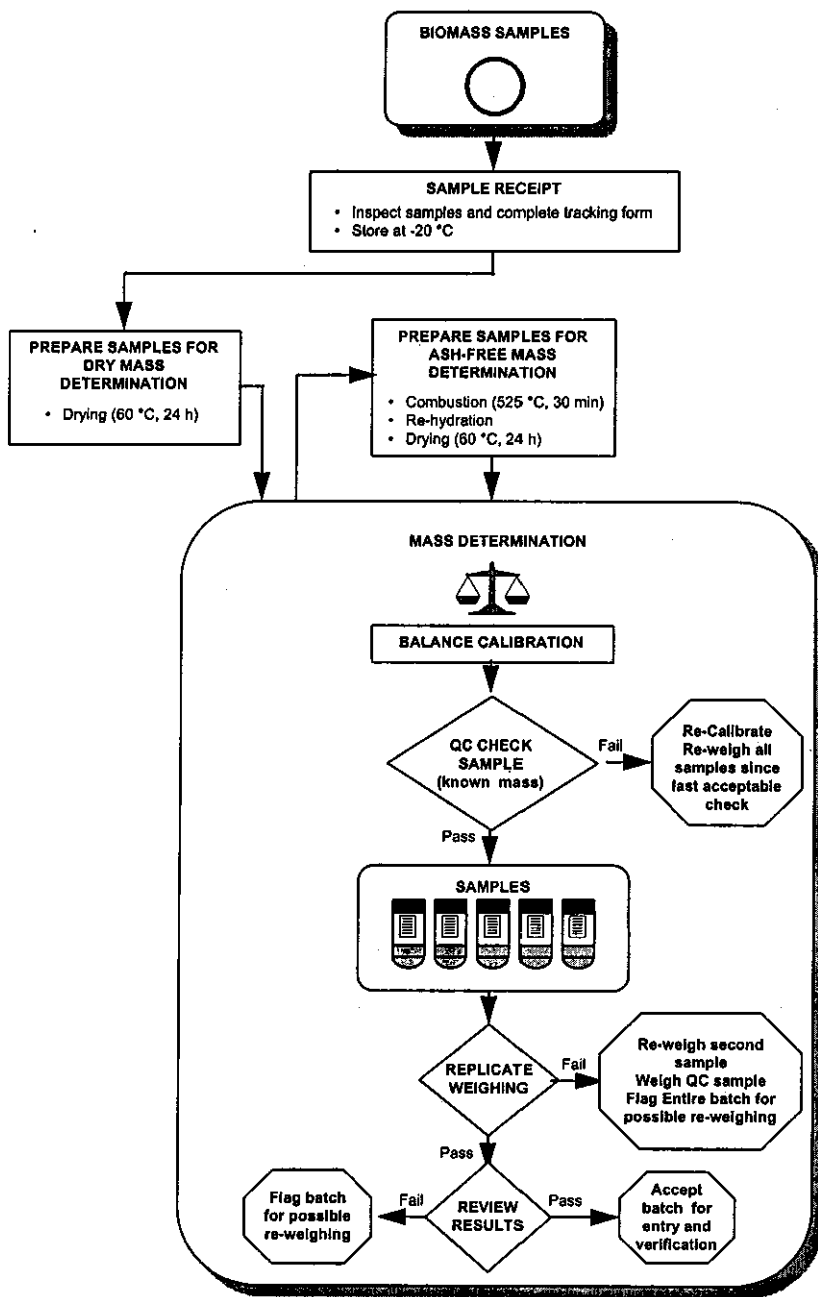 BIOMASS SAMPLES
SAMPLE RECEIPT
• Inspect samples and complete tracking form
• Store at -20 °C
PREPARE SAMPLES FOR
DRY MASS
DETERMINATION
• Drying (60 °C, 24 h)
PREPARE SAMPLES FOR
ASH-FREE MASS
DETERMINATION
• Combustion (525 °C, 30 min)
• Re-hydration
• Drying (60 °C, 24 h)
MASS DETERMINATION
BALANCE CALIBRATION
QC CHECK
SAMPLE
(known mass)
Fail
Re-Calibrate
Re-weigh all
samples since
last acceptable
check
Pass
SAMPLES
REPLICATE
WEIGHING
Fail
Re-weigh second
sample
Weigh QC sample
Flag Entire batch for
possible re-weighing
Pass
Flag batch
for possible
re-weighing
Fail
REVIEW
RESULTS
Pass
Accept
batch for
entry and
verification